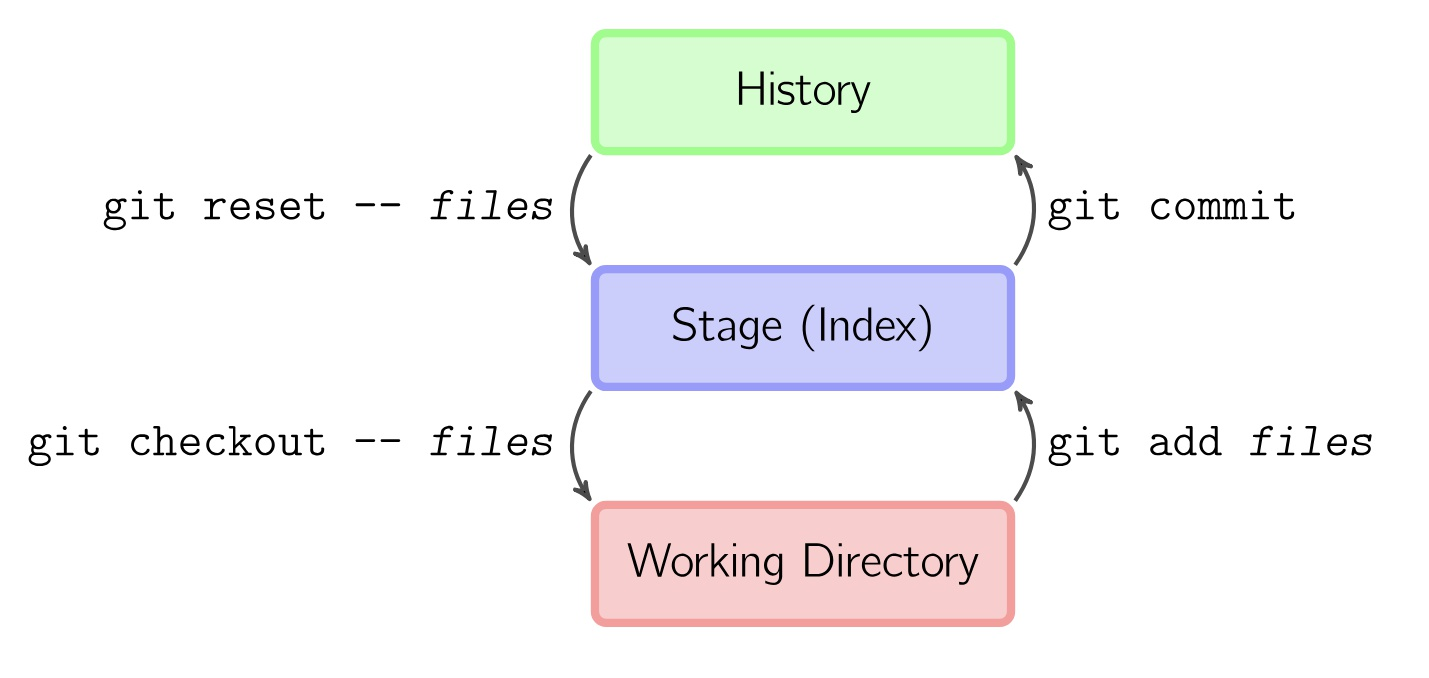 History
git reset -- files
git commit
Stage (Index)
git checkout -- files
git add files
Working Directory